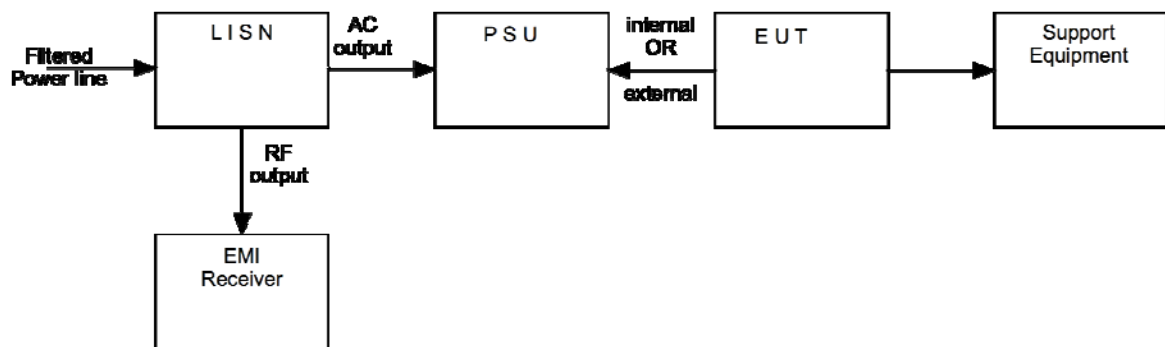 L I S N
AC
output
P S U
internal
OR
external
E U T
Support
Equipment
Filtered
Power line
RF
output
EMI
Receiver